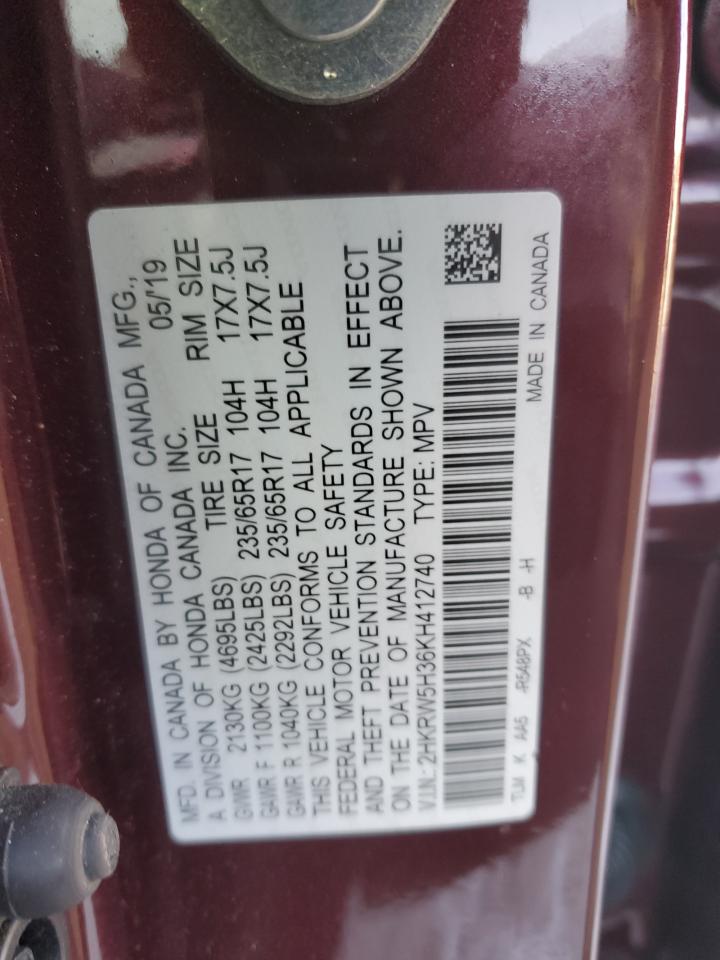 MFD. IN CANADA BY HONDA OF CANADA MFG.,
A DIVISION OF HONDA CANADA INC. 05/'19
GVWR 2130KG (4695LBS) TIRE SIZE RIM SIZE
GAWR F 1100KG (2425LBS) 235/65R17 104H 17X7.5J
GAWR R 1040KG (2292LBS) 235/65R17 104H 17X7.5J
THIS VEHICLE CONFORMS TO ALL APPLICABLE
FEDERAL MOTOR VEHICLE SAFETY
AND THEFT PREVENTION STANDARDS IN EFFECT
ON THE DATE OF MANUFACTURE SHOWN ABOVE.
V.I.N.: 2HKRW5H36KH412740 TYPE: MPV
K AA5 -R548PX -B -H
MADE IN CANADA